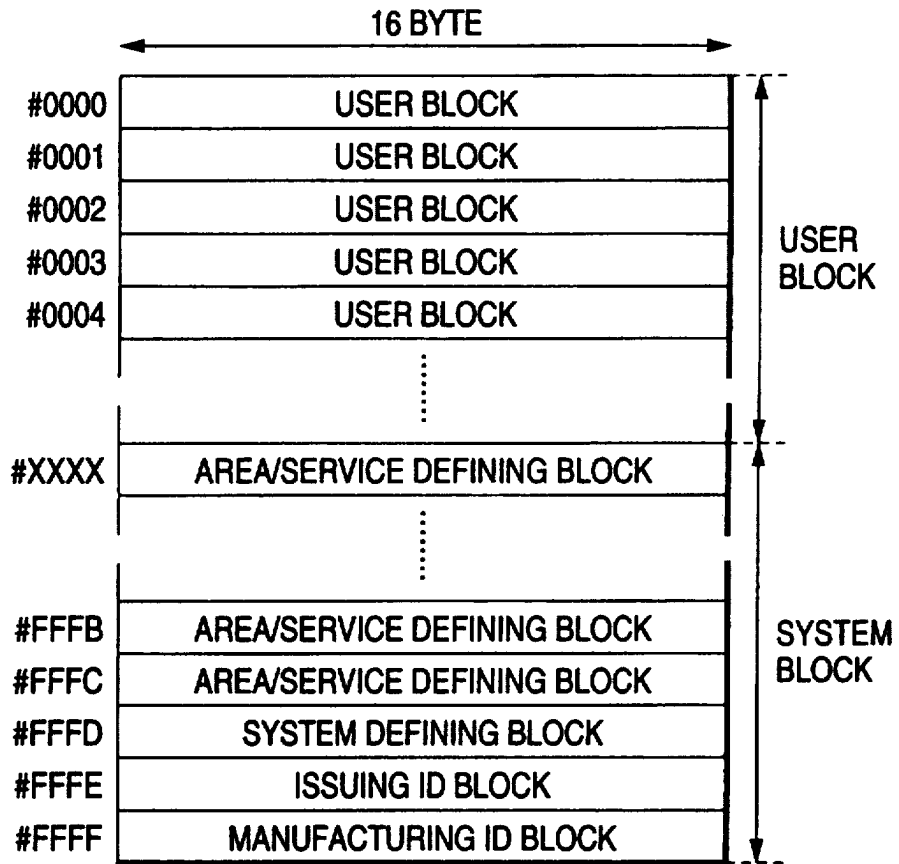 16 BYTE
#0000 USER BLOCK
#0001 USER BLOCK
#0002 USER BLOCK
#0003 USER BLOCK
#0004 USER BLOCK
USER
BLOCK
#XXXX AREA/SERVICE DEFINING BLOCK
#FFFB AREA/SERVICE DEFINING BLOCK
#FFFC AREA/SERVICE DEFINING BLOCK
#FFFD SYSTEM DEFINING BLOCK
#FFFE ISSUING ID BLOCK
#FFFF MANUFACTURING ID BLOCK
SYSTEM
BLOCK